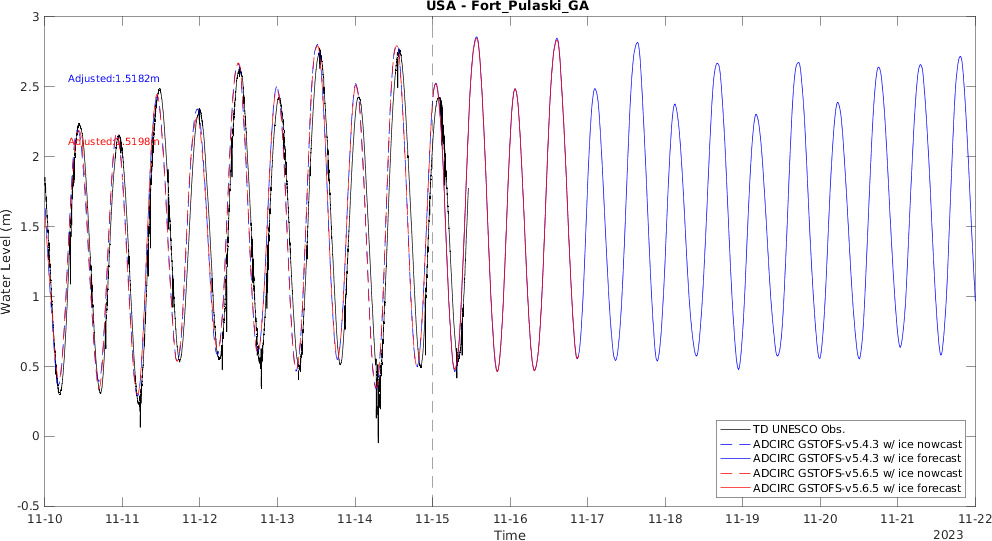 USA - Fort_Pulaski_GA
3
2.5
2
1.5
1
0.5
0
-0.5
Water Level (m)
Adjusted:1.5182m
Adjusted:1.5198m
TD UNESCO Obs.
ADCIRC GSTOFS-v5.4.3 w/ ice nowcast
ADCIRC GSTOFS-v5.4.3 w/ ice forecast
ADCIRC GSTOFS-v5.6.5 w/ ice nowcast
ADCIRC GSTOFS-v5.6.5 w/ ice forecast
11-10 11-11 11-12 11-13 11-14 11-15 11-16 11-17 11-18 11-19 11-20 11-21 11-22
Time
2023